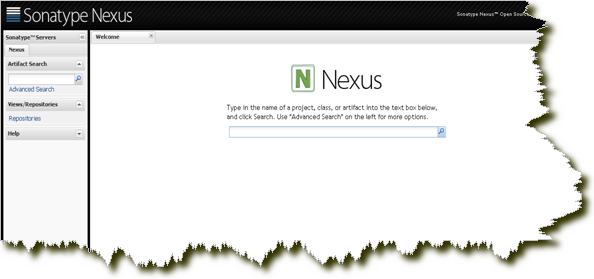 Sonatype Nexus
Sonatype Nexus™ Open Sourc
Sonatype™ Servers
Welcome
Nexus
Artifact Search
Advanced Search
Views/Repositories
Repositories
Help
N Nexus
Type in the name of a project, class, or artifact into the text box below,
and click Search. Use "Advanced Search" on the left for more options.